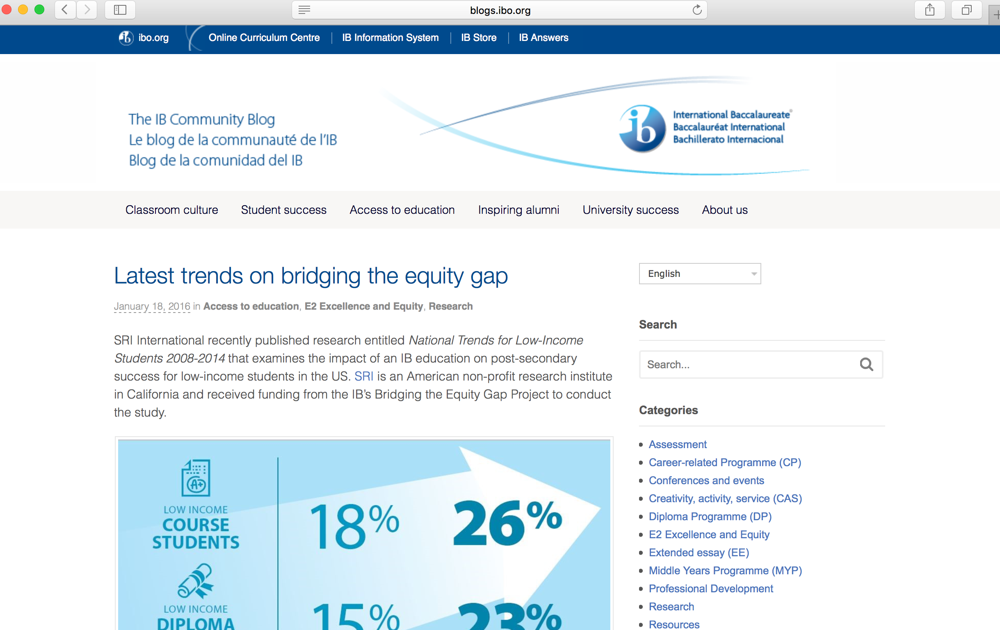 blogs.ibo.org
ib ibo.org Online Curriculum Centre IB Information System IB Store IB Answers
The IB Community Blog
Le blog de la communauté de l'IB
Blog de la comunidad del IB
ib
International Baccalaureate®
Baccalauréat International
Bachillerato Internacional
Classroom culture Student success Access to education Inspiring alumni University success About us
Latest trends on bridging the equity gap
January 18, 2016 in Access to education, E2 Excellence and Equity, Research
SRI International recently published research entitled National Trends for Low-Income
Students 2008-2014 that examines the impact of an IB education on post-secondary
success for low-income students in the US. SRI is an American non-profit research institute
in California and received funding from the IB’s Bridging the Equity Gap Project to conduct
the study.
A+
LOW INCOME
COURSE
STUDENTS
18% 26%
LOW INCOME
DIPLOMA
15% 23%
English
Search
Search...
Categories
Assessment
Career-related Programme (CP)
Conferences and events
Creativity, activity, service (CAS)
Diploma Programme (DP)
E2 Excellence and Equity
Extended essay (EE)
Middle Years Programme (MYP)
Professional Development
Research
Resources